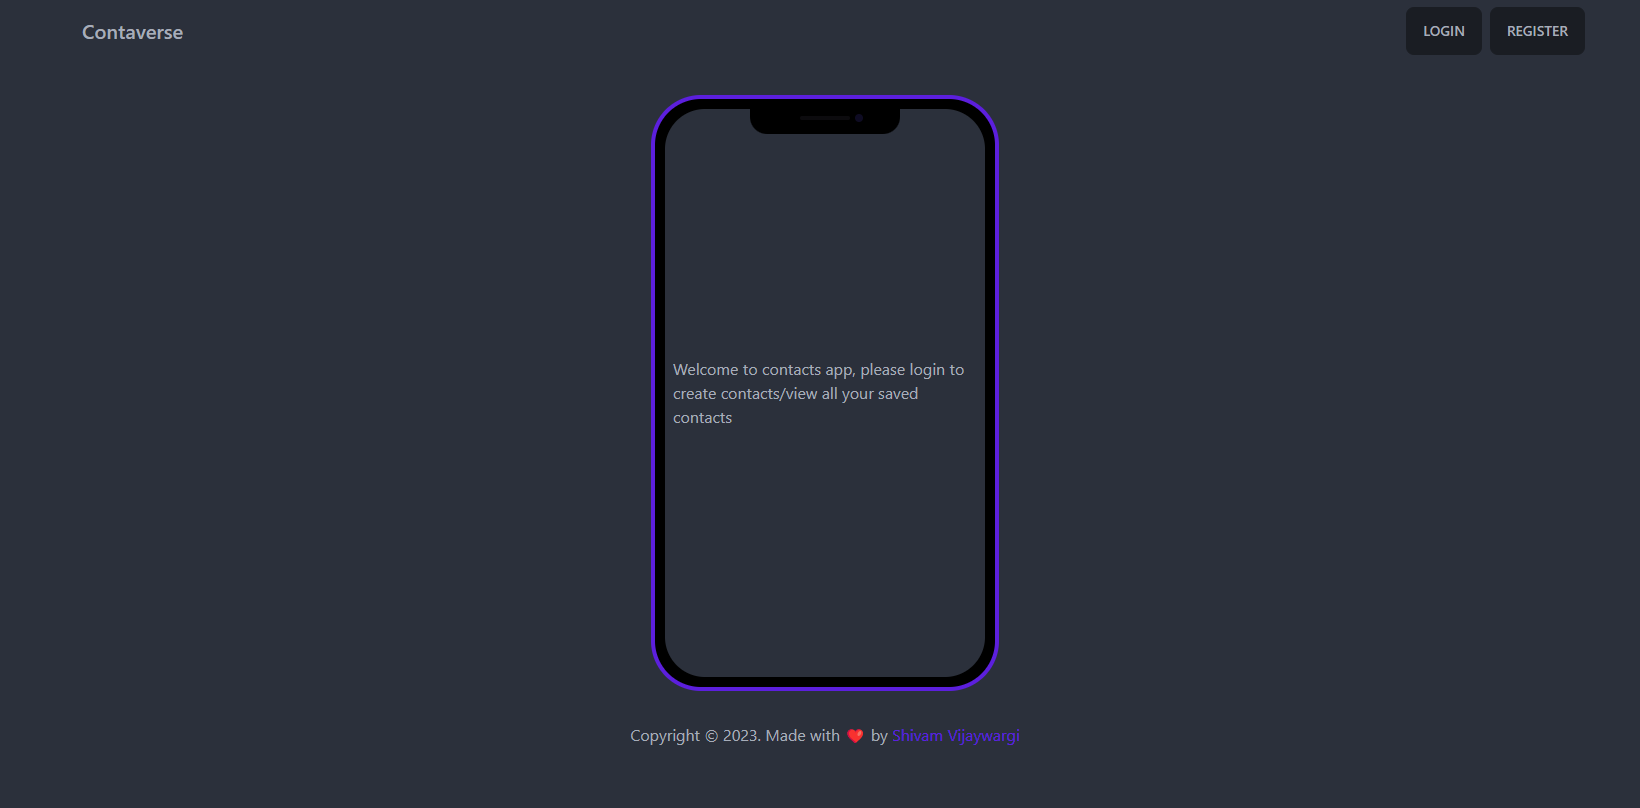 Contaverse
LOGIN
REGISTER
Welcome to contacts app, please login to
create contacts/view all your saved
contacts
Copyright © 2023. Made with ❤️ by Shivam Vijaywargi